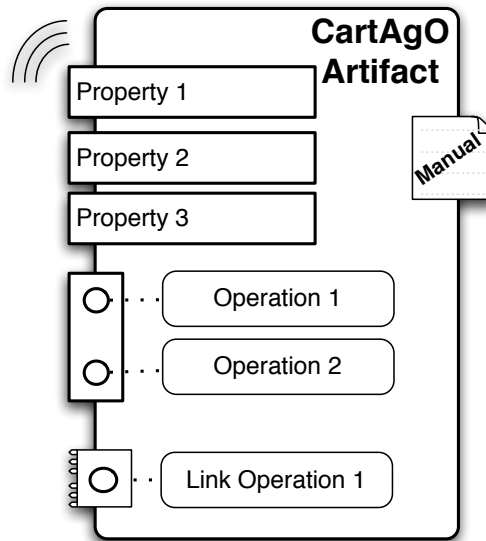 CartAgO
Artifact
Property 1
Manual
Property 2
Property 3
Operation 1
Operation 2
Link Operation 1